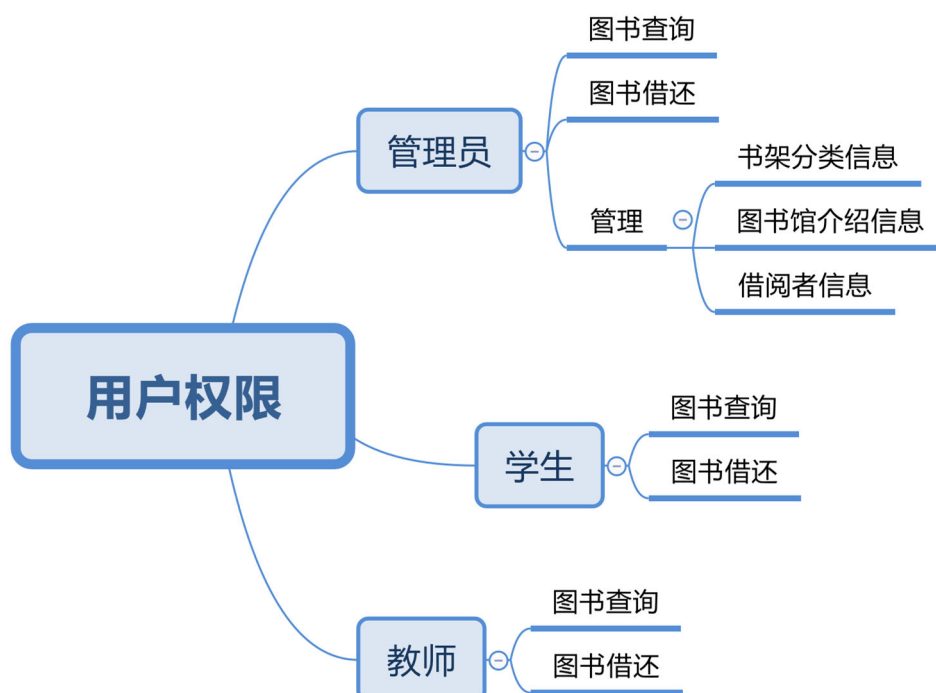 用户权限
管理员
图书查询
图书借还
管理
书架分类信息
图书馆介绍信息
借阅者信息
学生
图书查询
图书借还
教师
图书查询
图书借还